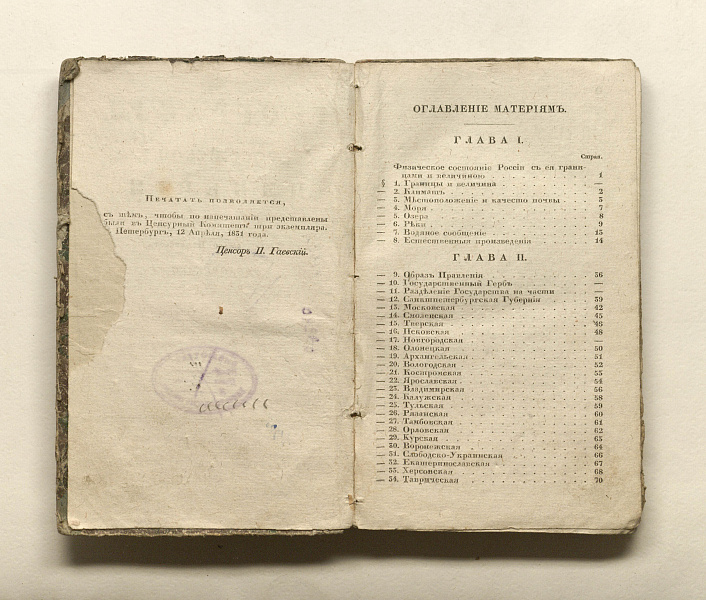 Печатать позволяется,
съ тѣмъ, чтобы по напечатаніи представлены
были въ Ценсурный Комитетъ три экземпляра.
Петербургъ, 12 Апрѣля, 1831 года.
Ценсоръ П. Гаевскій.
ОГЛАВЛЕНІЕ МАТЕРІЯМЪ.
ГЛАВА I.
Стран.
Физическое состояніе Россіи съ ея грани-
цами и величиною . . . 1
§ 1. Границы и величина . . . —
— 2. Климатъ . . . 2
— 3. Мѣстоположеніе и качество почвы . . . 5
— 4. Моря . . . 7
— 5. Озера . . . 8
— 6. Рѣки . . . 9
— 7. Водяное сообщеніе . . . 13
— 8. Естественныя произведенія . . . 14
ГЛАВА II.
— 9. Образъ Правленія . . . 36
— 10. Государственный Гербъ . . . —
— 11. Раздѣленіе Государства на части . . . —
— 12. Санктпетербургская Губернія . . . 39
— 13. Московская . . . 42
— 14. Смоленская . . . 45
— 15. Тверская . . . 46
— 16. Псковская . . . 48
— 17. Новгородская . . . —
— 18. Олонецкая . . . 50
— 19. Архангельская . . . 51
— 20. Вологодская . . . 52
— 21. Костромская . . . 53
— 22. Ярославская . . . 54
— 23. Владимирская . . . 56
— 24. Калужская . . . 58
— 25. Тульская . . . 59
— 26. Рязанская . . . 60
— 27. Тамбовская . . . 61
— 28. Орловская . . . 62
— 29. Курская . . . 63
— 30. Воронежская . . . 64
— 31. Слободско-Украинская . . . 66
— 32. Екатеринославская . . . 67
— 33. Херсонская . . . 68
— 34. Таврическая . . . 70